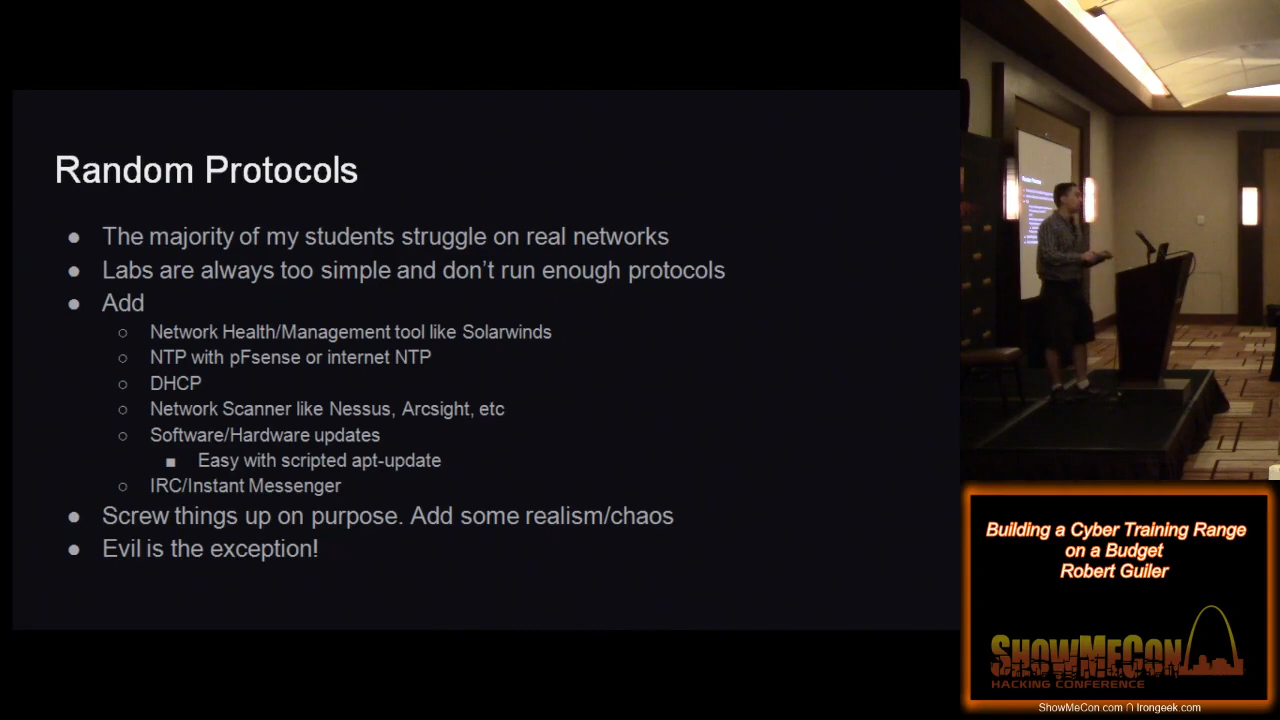 Random Protocols
● The majority of my students struggle on real networks
● Labs are always too simple and don't run enough protocols
● Add
○ Network Health/Management tool like Solarwinds
○ NTP with pFsense or internet NTP
○ DHCP
○ Network Scanner like Nessus, Arcsight, etc
○ Software/Hardware updates
■ Easy with scripted apt-update
○ IRC/Instant Messenger
● Screw things up on purpose. Add some realism/chaos
● Evil is the exception!
Building a Cyber Training Range
on a Budget
Robert Guiler
SHOWMECON
HACKING CONFERENCE
ShowMeCon.com ∩ Irongeek.com